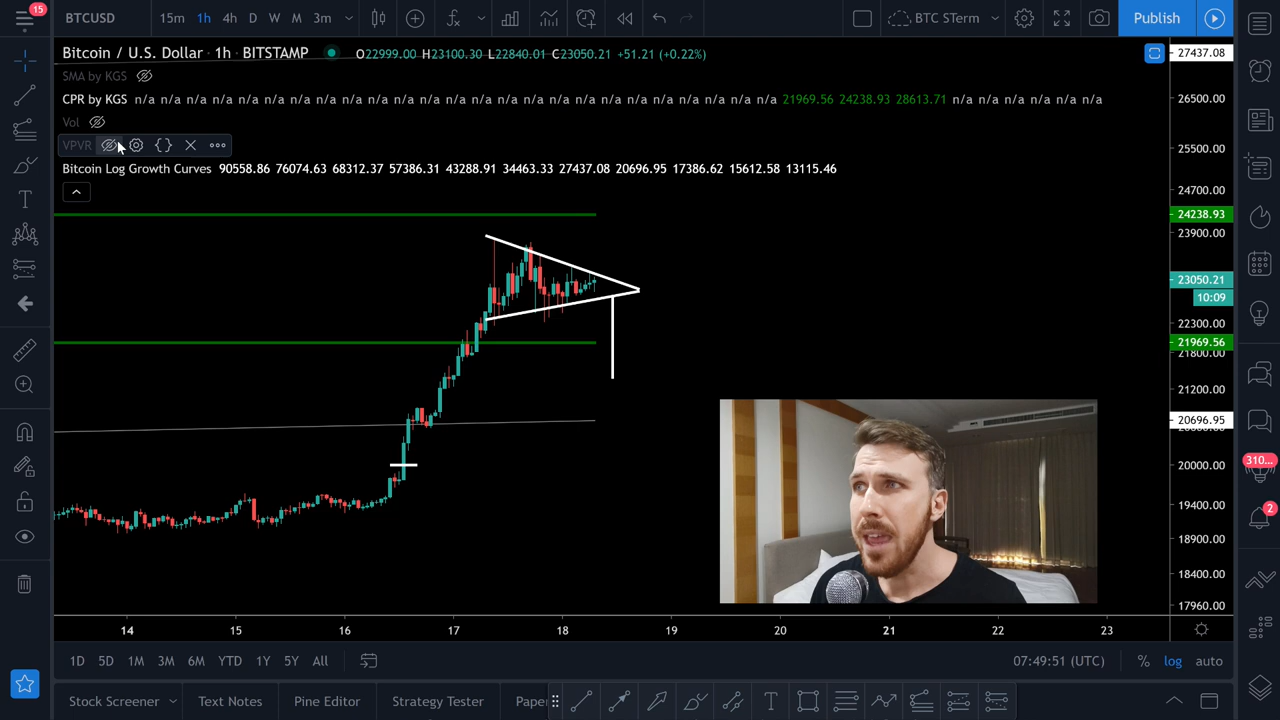 15
BTCUSD 15m 1h 4h D W M 3m BTC STerm Publish
Bitcoin / U.S. Dollar · 1h · BITSTAMP O22999.00 H23100.30 L22840.01 C23050.21 +51.21 (+0.22%)
SMA by KGS
CPR by KGS n/a n/a n/a n/a n/a n/a n/a n/a n/a n/a n/a n/a n/a n/a n/a n/a n/a n/a n/a n/a n/a n/a n/a n/a n/a 21969.56 24238.93 28613.71 n/a n/a n/a n/a n/a n/a
Vol
VPVR
Bitcoin Log Growth Curves 90558.86 76074.63 68312.37 57386.31 43288.91 34463.33 27437.08 20696.95 17386.62 15612.58 13115.46
27437.08
26500.00
25500.00
24700.00
24238.93
23900.00
23050.21
10:09
22300.00
21969.56
21800.00
21200.00
20696.95
20000.00
19400.00
18900.00
18400.00
17960.00
310...
2
14 15 16 17 18 19 20 21 22 23
1D 5D 1M 3M 6M YTD 1Y 5Y All 07:49:51 (UTC) % log auto
Stock Screener Text Notes Pine Editor Strategy Tester Pape